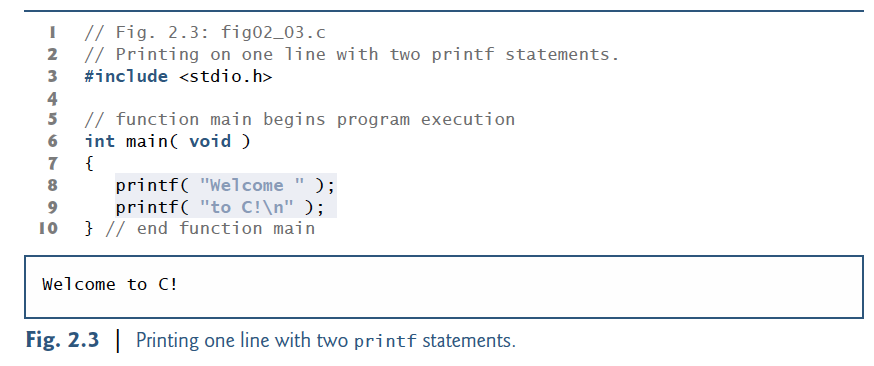 1 // Fig. 2.3: fig02_03.c
2 // Printing on one line with two printf statements.
3 #include <stdio.h>
4
5 // function main begins program execution
6 int main( void )
7 {
8 printf( "Welcome " );
9 printf( "to C!\n" );
10 } // end function main
Welcome to C!
Fig. 2.3 | Printing one line with two printf statements.